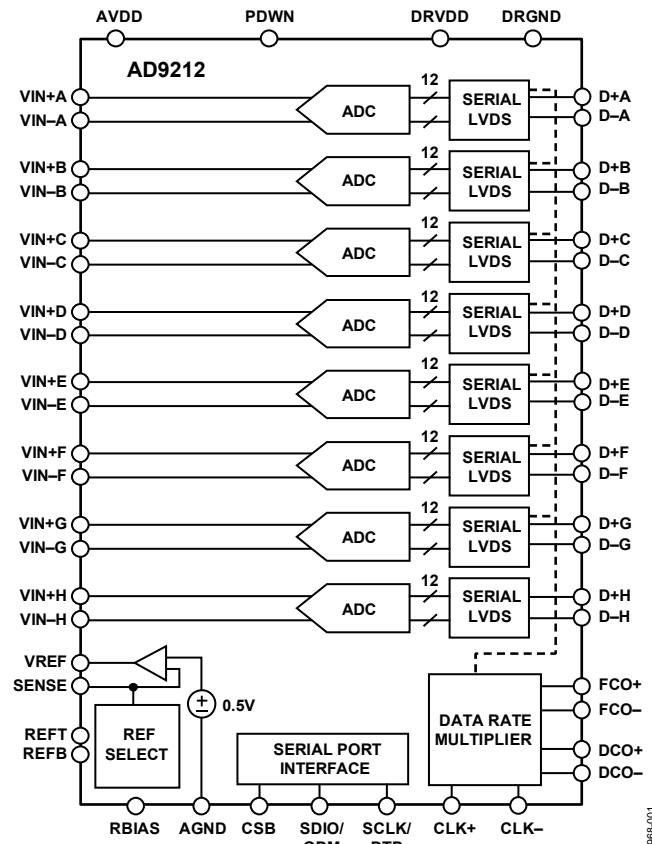 AVDD PDWN DRVDD DRGND
AD9212
VIN+A ADC 12 SERIAL LVDS D+A
VIN–A D–A
VIN+B ADC 12 SERIAL LVDS D+B
VIN–B D–B
VIN+C ADC 12 SERIAL LVDS D+C
VIN–C D–C
VIN+D ADC 12 SERIAL LVDS D+D
VIN–D D–D
VIN+E ADC 12 SERIAL LVDS D+E
VIN–E D–E
VIN+F ADC 12 SERIAL LVDS D+F
VIN–F D–F
VIN+G ADC 12 SERIAL LVDS D+G
VIN–G D–G
VIN+H ADC 12 SERIAL LVDS D+H
VIN–H D–H
VREF
SENSE
0.5V
REFT
REFB
REF
SELECT
SERIAL PORT
INTERFACE
DATA RATE
MULTIPLIER
FCO+
FCO–
DCO+
DCO–
RBIAS AGND CSB SDIO/ SCLK/ CLK+ CLK–
968-001